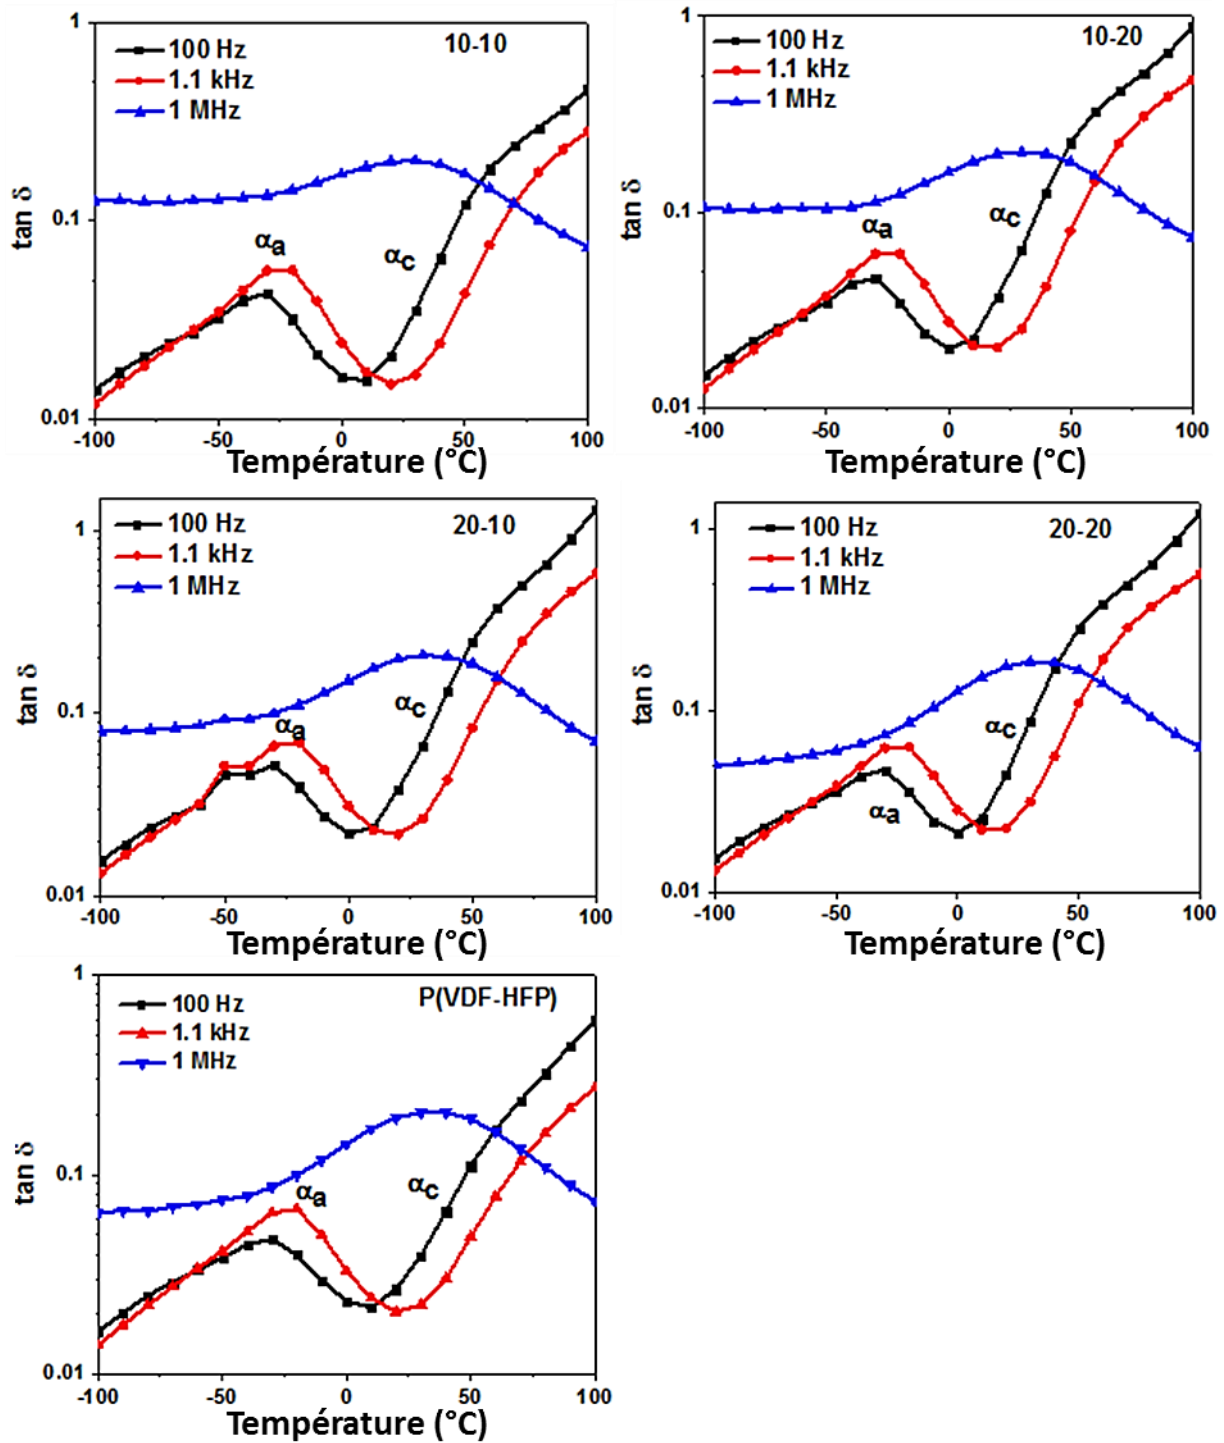 10-10
100 Hz
1.1 kHz
1 MHz
αa
αc
tan δ
1
0.1
0.01
-100 -50 0 50 100
Température (°C)
10-20
100 Hz
1.1 kHz
1 MHz
αa
αc
tan δ
1
0.1
0.01
-100 -50 0 50 100
Température (°C)
20-10
100 Hz
1.1 kHz
1 MHz
αa
αc
tan δ
1
0.1
0.01
-100 -50 0 50 100
Température (°C)
20-20
100 Hz
1.1 kHz
1 MHz
αa
αc
tan δ
1
0.1
0.01
-100 -50 0 50 100
Température (°C)
P(VDF-HFP)
100 Hz
1.1 kHz
1 MHz
αa
αc
tan δ
1
0.1
0.01
-100 -50 0 50 100
Température (°C)